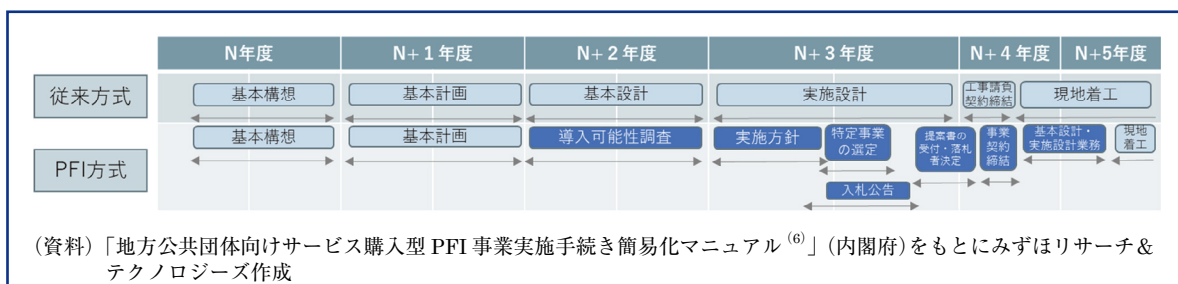 N年度 N+1年度 N+2年度 N+3年度 N+4年度 N+5年度
従来方式
基本構想 基本計画 基本設計 実施設計 工事請負契約締結 現地着工
PFI方式
基本構想 基本計画 導入可能性調査 実施方針 特定事業の選定 提案書の受付・落札者決定 事業契約締結 基本設計・実施設計業務 現地着工
入札公告
(資料)「地方公共団体向けサービス購入型 PFI 事業実施手続き簡易化マニュアル(6)」(内閣府)をもとにみずほリサーチ&
テクノロジーズ作成